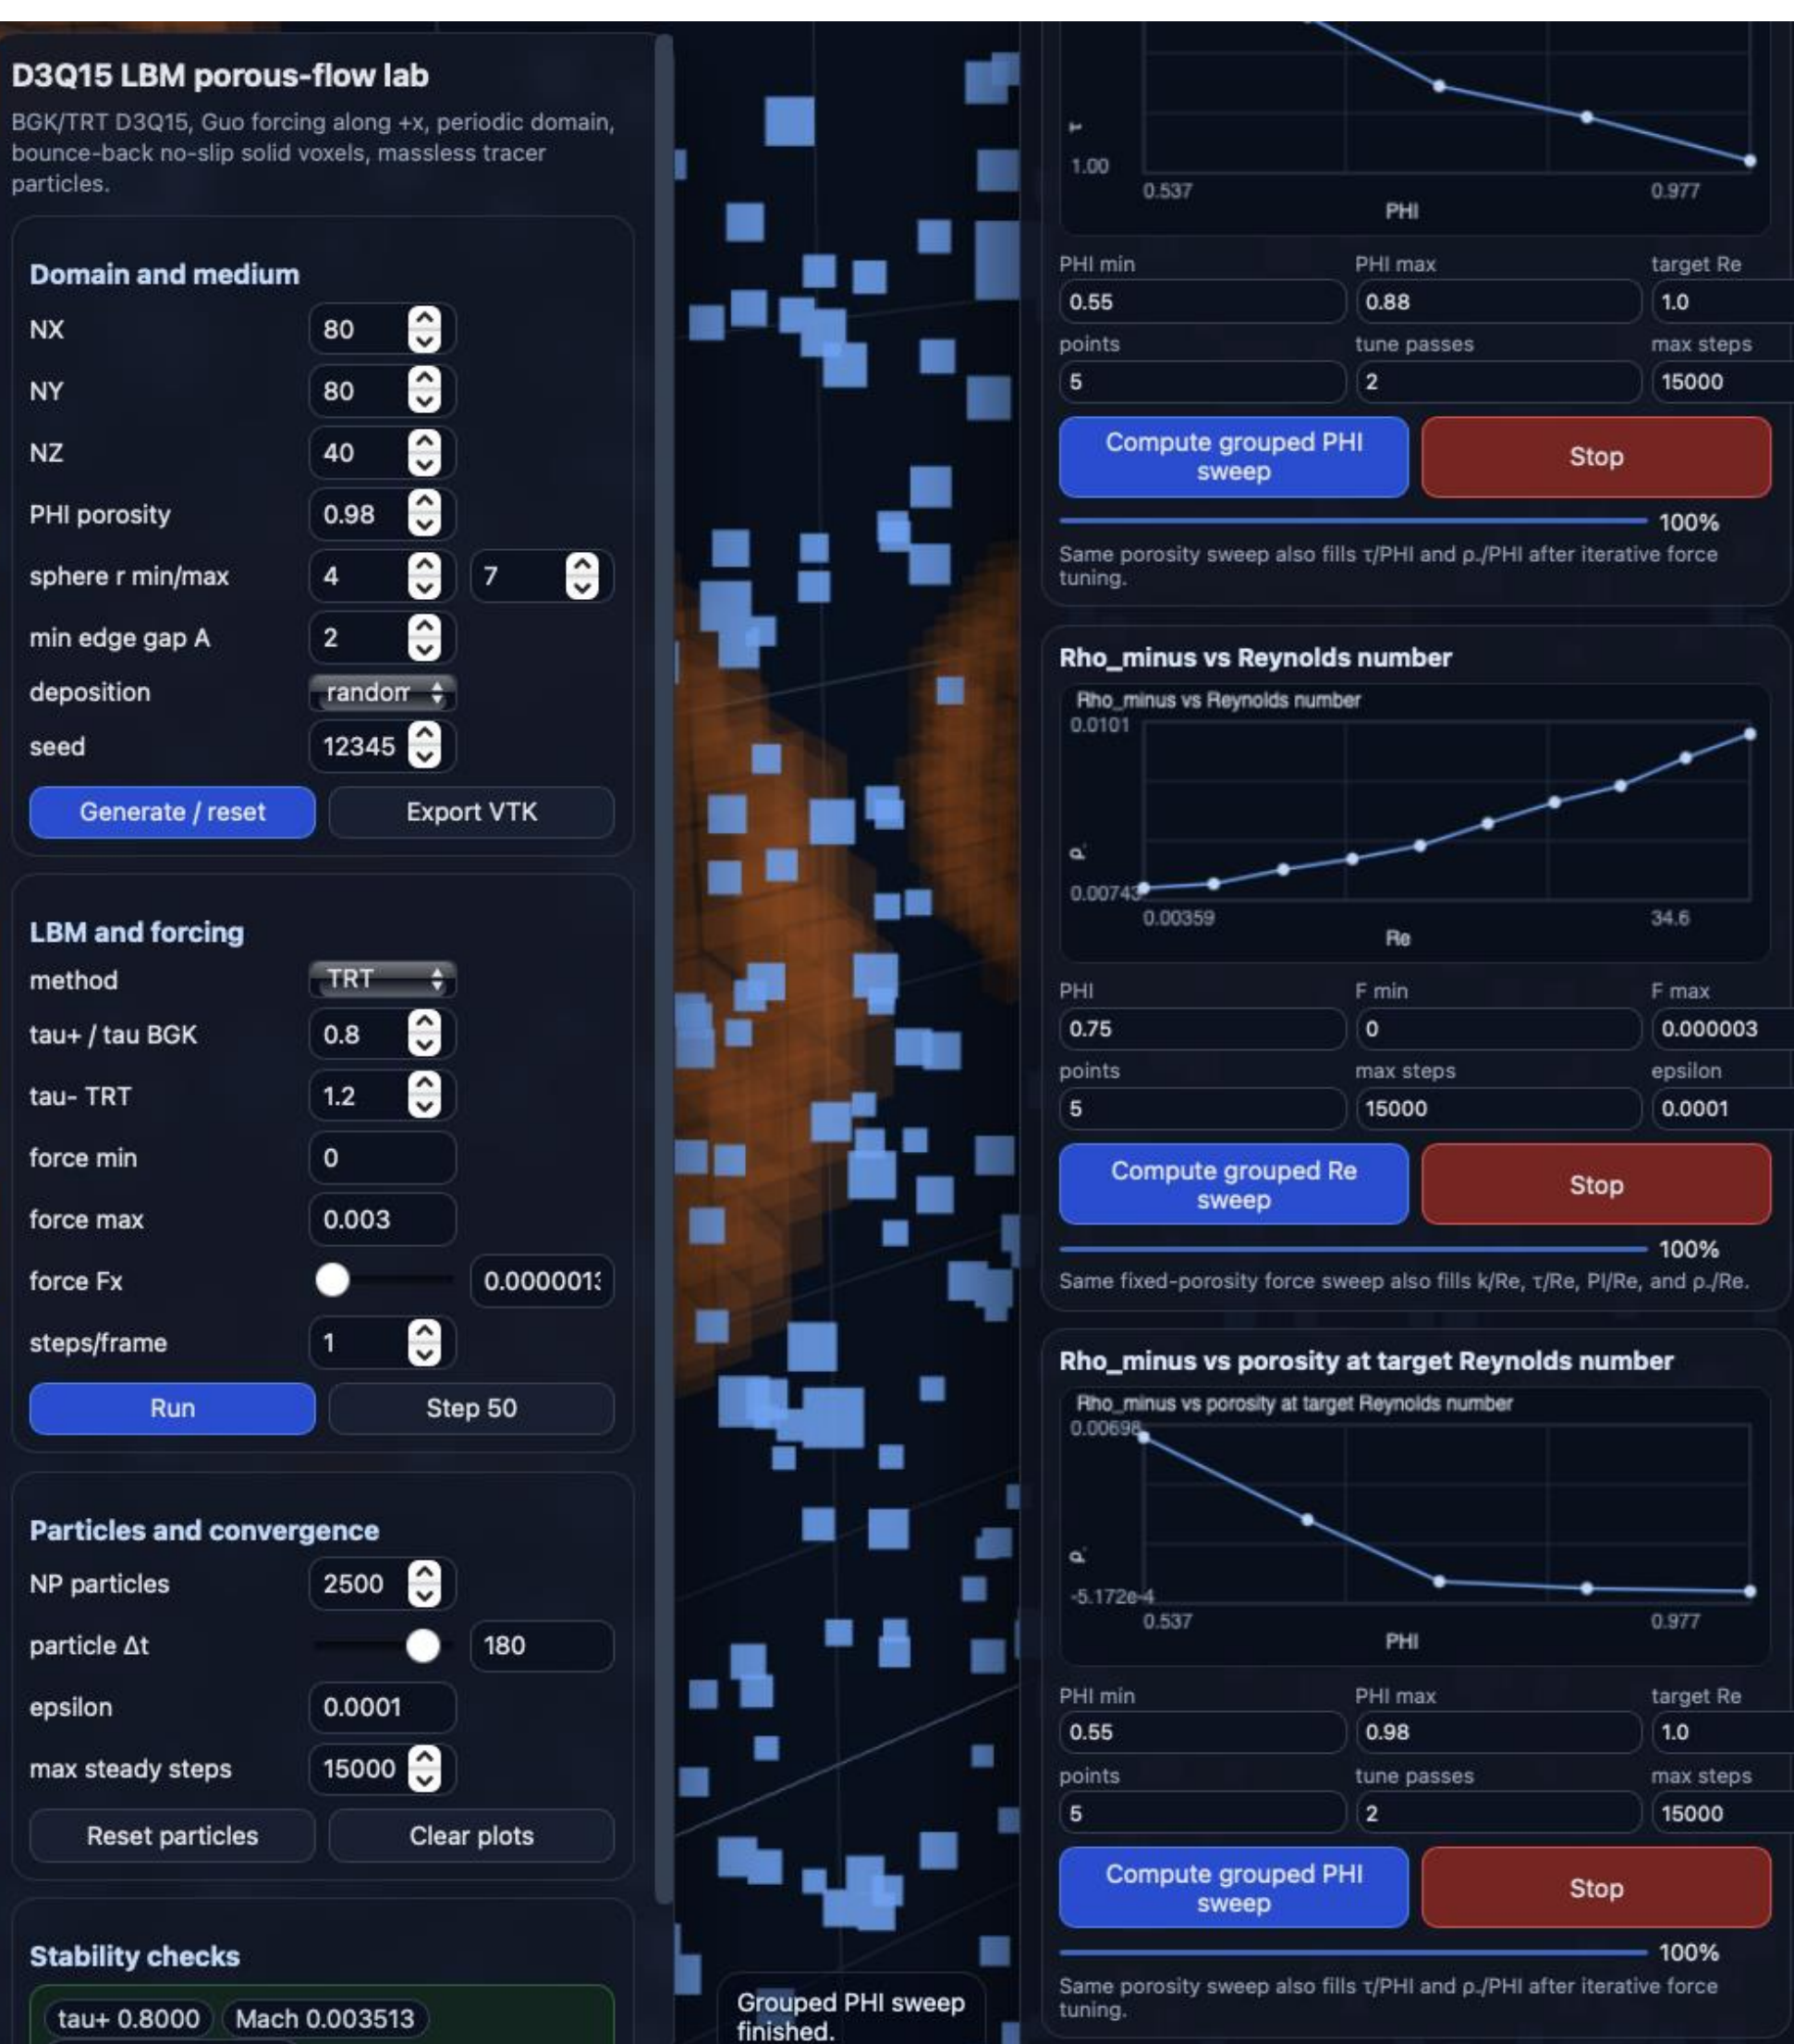 D3Q15 LBM porous-flow lab
BGK/TRT D3Q15, Guo forcing along +x, periodic domain,
bounce-back no-slip solid voxels, massless tracer
particles.
Domain and medium
NX 80
NY 80
NZ 40
PHI porosity 0.98
sphere r min/max 4 7
min edge gap A 2
deposition random
seed 12345
Generate / reset Export VTK
LBM and forcing
method TRT
tau+ / tau BGK 0.8
tau- TRT 1.2
force min 0
force max 0.003
force Fx 0.0000013
steps/frame 1
Run Step 50
Particles and convergence
NP particles 2500
particle Δt 180
epsilon 0.0001
max steady steps 15000
Reset particles Clear plots
Stability checks
tau+ 0.8000 Mach 0.003513
Grouped PHI sweep
finished.
τ
1.00
0.537 0.977
PHI
PHI min PHI max target Re
0.55 0.88 1.0
points tune passes max steps
5 2 15000
Compute grouped PHI
sweep
Stop
100%
Same porosity sweep also fills τ/PHI and ρ₋/PHI after iterative force
tuning.
Rho_minus vs Reynolds number
Rho_minus vs Reynolds number
0.0101
ρ₋
0.00743
0.00359 34.6
Re
PHI F min F max
0.75 0 0.000003
points max steps epsilon
5 15000 0.0001
Compute grouped Re
sweep
Stop
100%
Same fixed-porosity force sweep also fills k/Re, τ/Re, PI/Re, and ρ₋/Re.
Rho_minus vs porosity at target Reynolds number
Rho_minus vs porosity at target Reynolds number
0.00698
ρ₋
-5.172e-4
0.537 0.977
PHI
PHI min PHI max target Re
0.55 0.98 1.0
points tune passes max steps
5 2 15000
Compute grouped PHI
sweep
Stop
100%
Same porosity sweep also fills τ/PHI and ρ₋/PHI after iterative force
tuning.